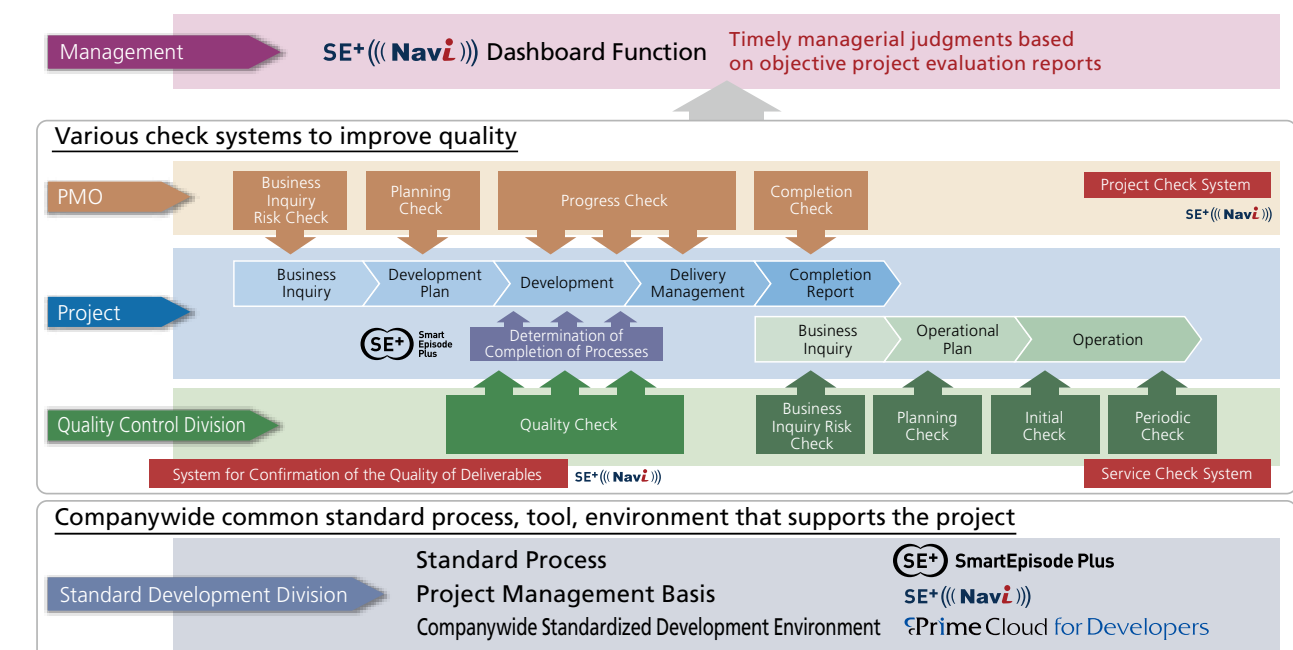 Management
SE+((( Navi ))) Dashboard Function
Timely managerial judgments based
on objective project evaluation reports
Various check systems to improve quality
PMO
Business
Inquiry
Risk Check
Planning
Check
Progress Check
Completion
Check
Project Check System
SE+((( Navi )))
Project
Business
Inquiry
Development
Plan
Development
Delivery
Management
Completion
Report
SE+
Smart
Episode
Plus
Determination of
Completion of Processes
Business
Inquiry
Operational
Plan
Operation
Quality Control Division
Quality Check
Business
Inquiry Risk
Check
Planning
Check
Initial
Check
Periodic
Check
System for Confirmation of the Quality of Deliverables
SE+((( Navi )))
Service Check System
Companywide common standard process, tool, environment that supports the project
Standard Development Division
Standard Process
SE+ SmartEpisode Plus
Project Management Basis
SE+((( Navi )))
Companywide Standardized Development Environment
PrimeCloud for Developers